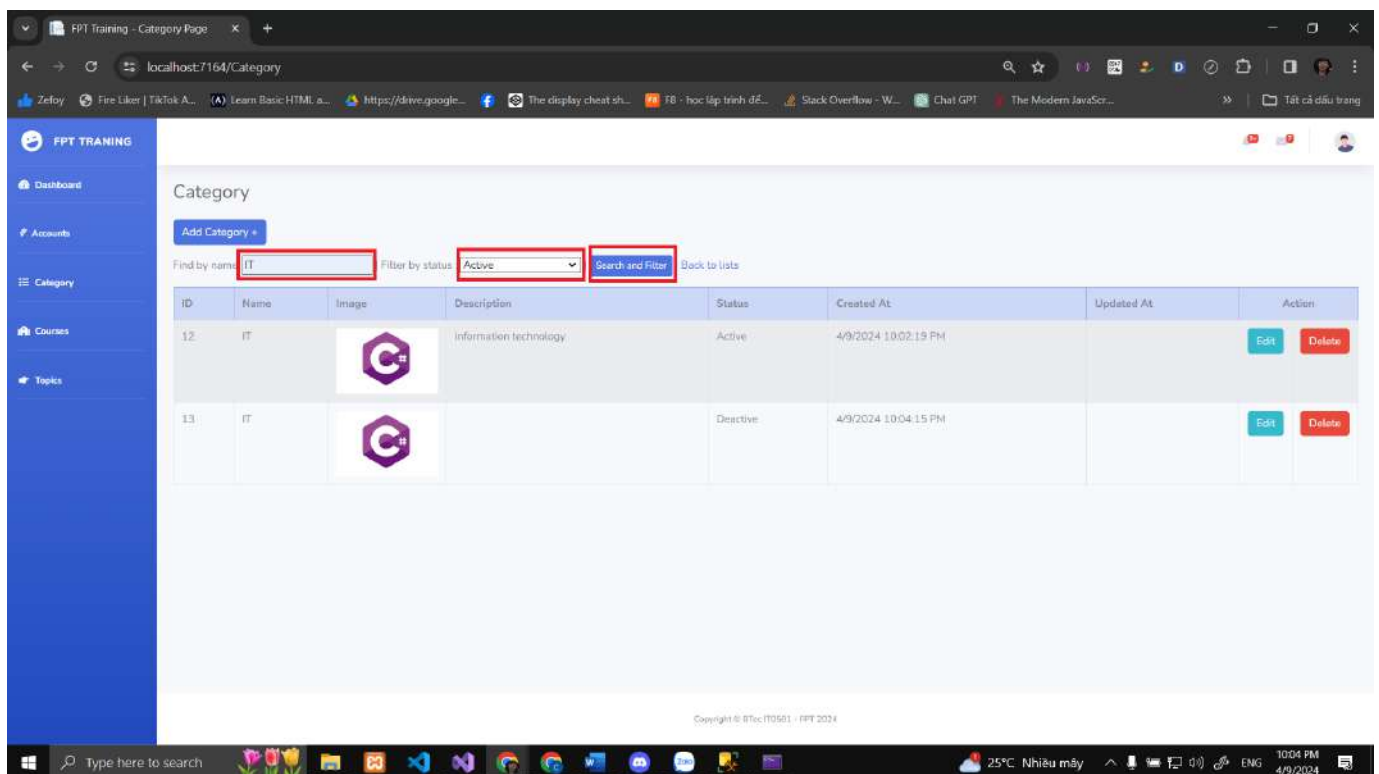 FPT Training - Category Page
localhost:7164/Category
Zefoy Fire Liker | TikTok A... Learn Basic HTML a... https://drive.google... The display cheat sh... F8 - học lập trình để... Stack Overflow - W... Chat GPT The Modern JavaScr... Tất cả dấu trang
FPT TRANING
Dashboard
Category
Add Category +
Accounts
Find by name IT Filter by status Active Search and Filter Back to lists
Category
ID Name Image Description Status Created At Updated At Action
Courses
12 IT information technology Active 4/9/2024 10:02:19 PM Edit Delete
Topics
13 IT Deactive 4/9/2024 10:04:15 PM Edit Delete
Copyright © BTec IT0501 - FPT 2024
Type here to search 25°C Nhiều mây ENG 10:04 PM
4/9/2024